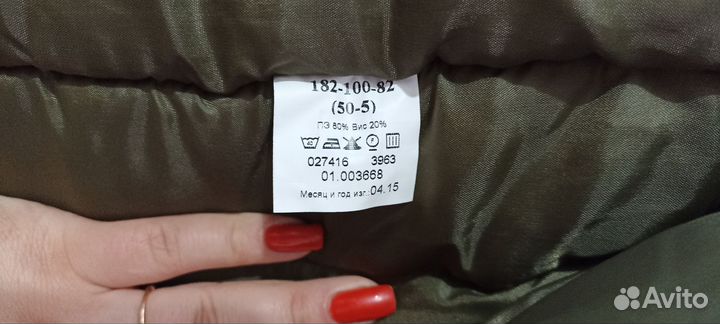 182-100-82
(50-5)
ПЭ 80% Вис 20%
027416 3963
01.003668
Месяц и год изг.:04.15
Avito